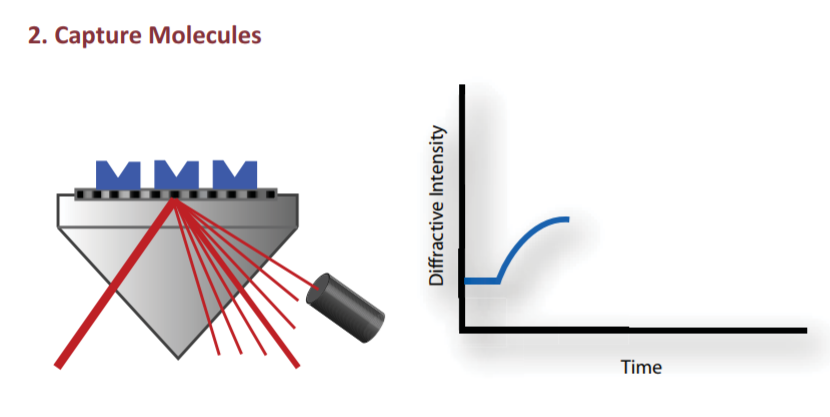 2. Capture Molecules
Diffractive Intensity
Time